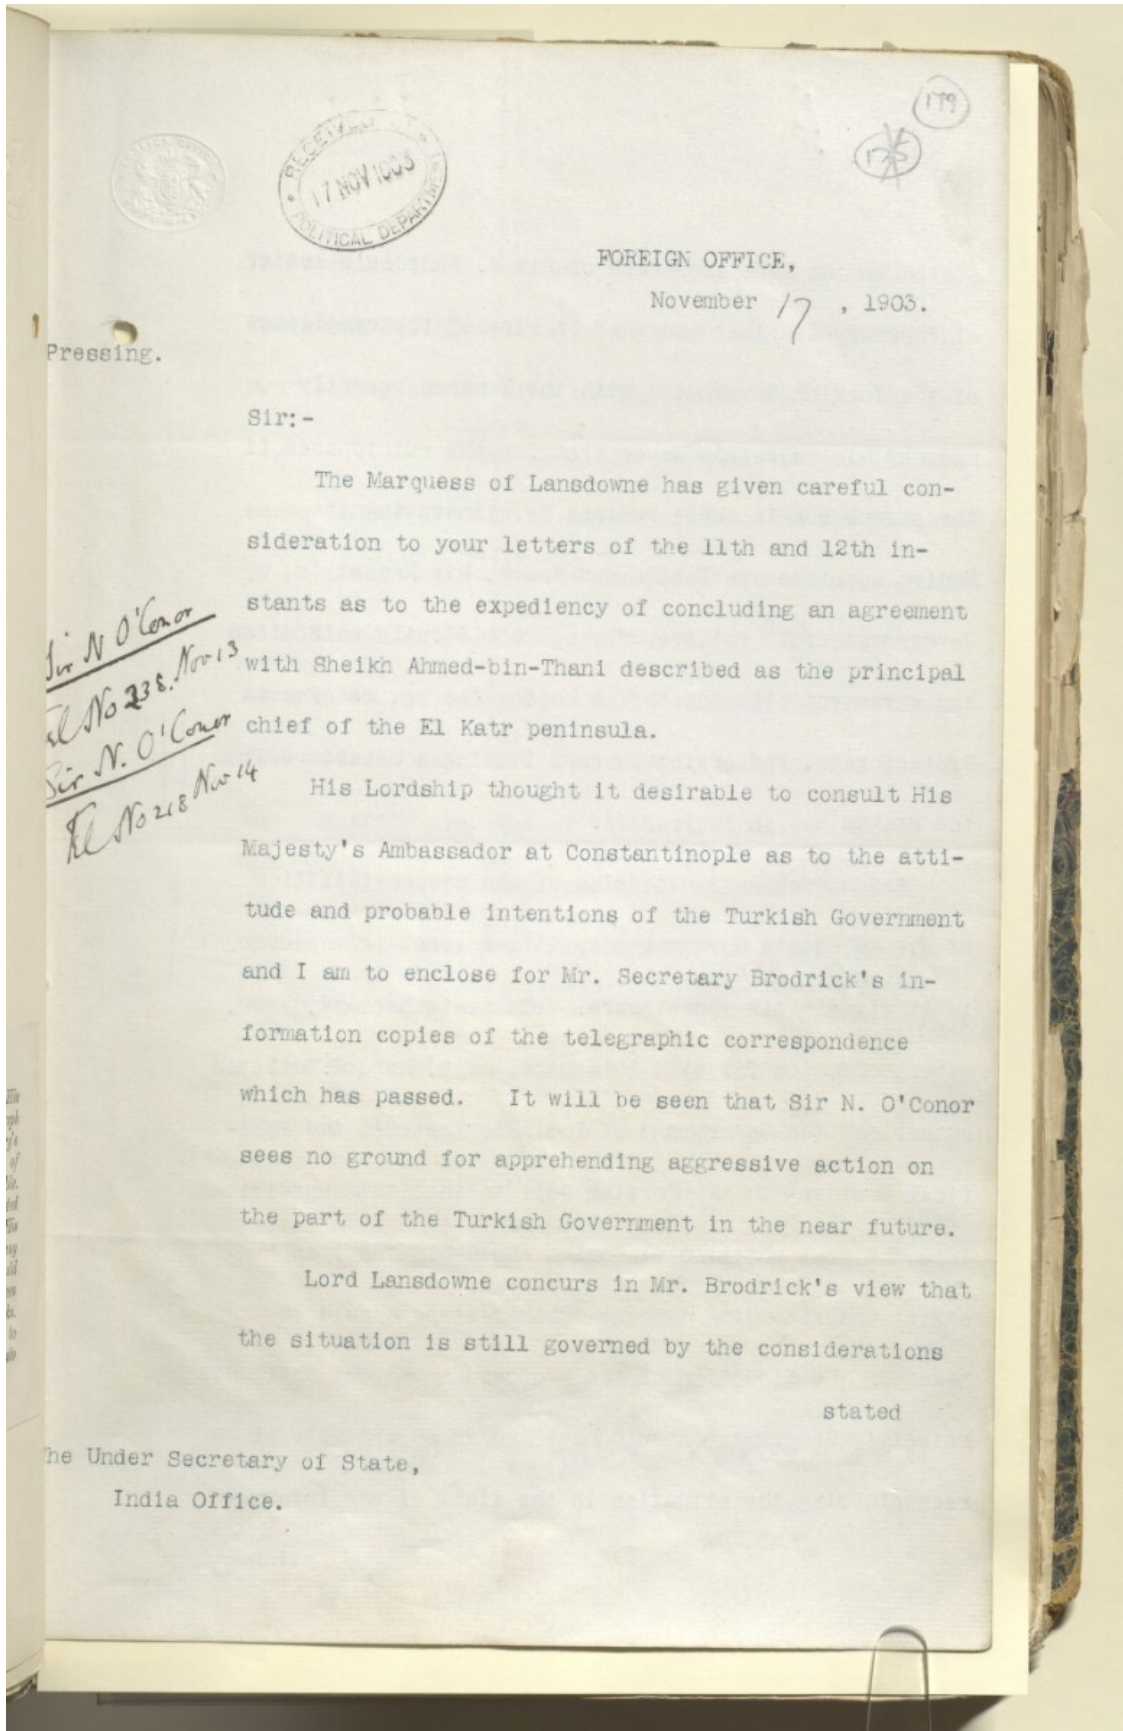 179
175
RECEIVED
17 NOV 1903
POLITICAL DEPARTMENT
FOREIGN OFFICE,
November 17, 1903.
Pressing.
Sir:-
The Marquess of Lansdowne has given careful con-
sideration to your letters of the 11th and 12th in-
stants as to the expediency of concluding an agreement
with Sheikh Ahmed-bin-Thani described as the principal
chief of the El Katr peninsula.
Sir N O'Conor
Tel No 238. Nov 13
Sir N. O'Conor
Tel No 218 Nov 14
His Lordship thought it desirable to consult His
Majesty's Ambassador at Constantinople as to the atti-
tude and probable intentions of the Turkish Government
and I am to enclose for Mr. Secretary Brodrick's in-
formation copies of the telegraphic correspondence
which has passed. It will be seen that Sir N. O'Conor
sees no ground for apprehending aggressive action on
the part of the Turkish Government in the near future.
Lord Lansdowne concurs in Mr. Brodrick's view that
the situation is still governed by the considerations
stated
The Under Secretary of State,
India Office.